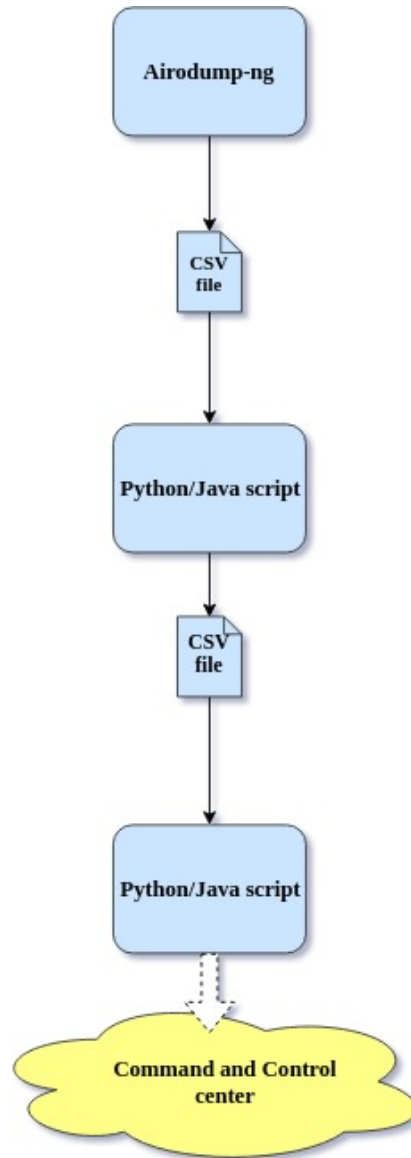 Airodump-ng
CSV
file
Python/Java script
CSV
file
Python/Java script
Command and Control
center